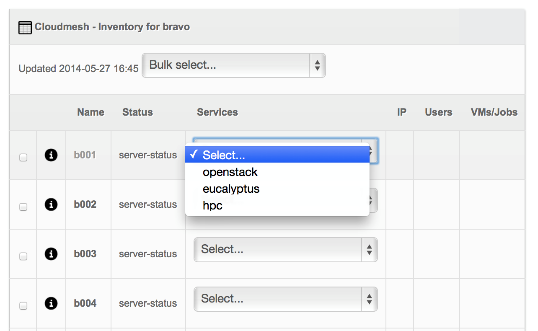 Cloudmesh - Inventory for bravo
Updated 2014-05-27 16:45 Bulk select...
Name Status Services IP Users VMs/Jobs
b001 server-status Select...
openstack
eucalyptus
b002 server-status
hpc
b003 server-status Select...
b004 server-status Select...